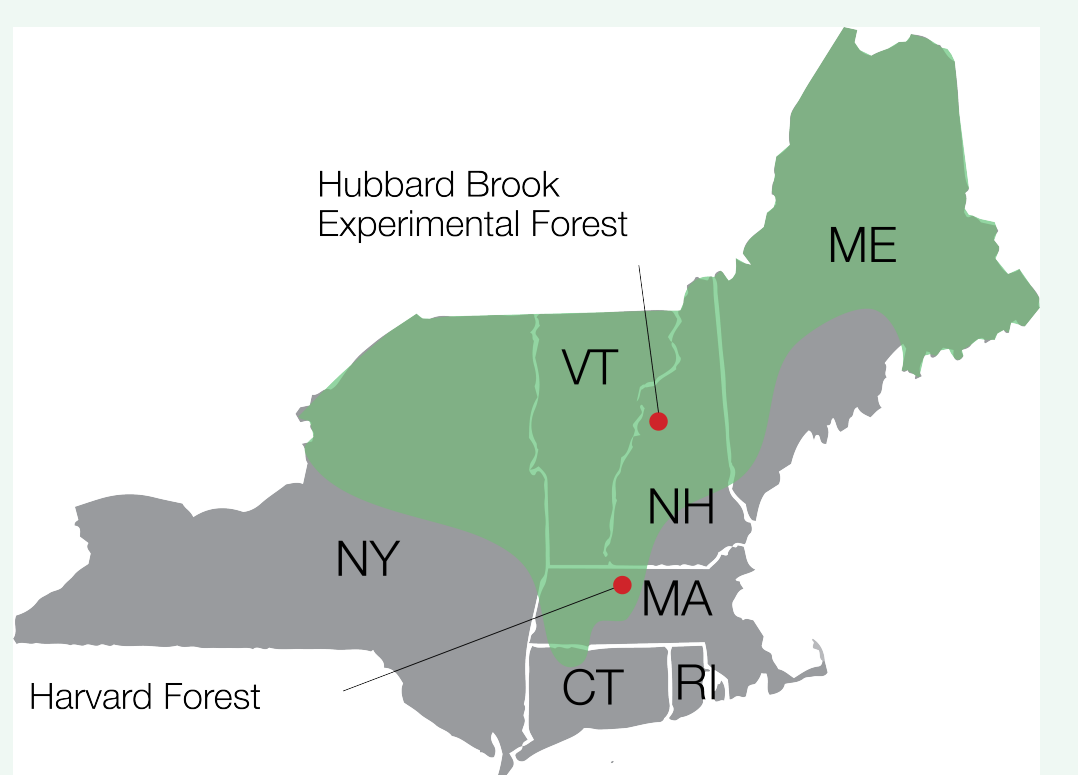 Hubbard Brook
Experimental Forest
ME
VT
NH
NY
MA
CT
RI
Harvard Forest